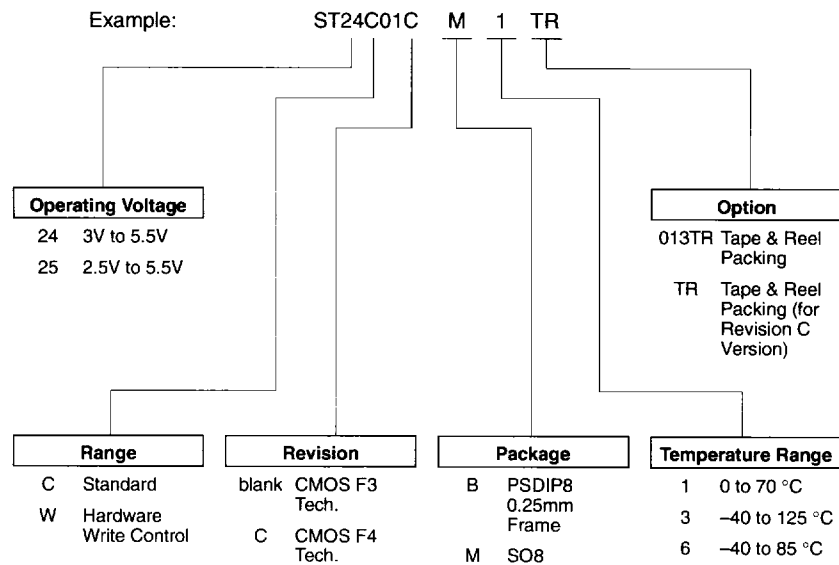 Example: ST24C01C M 1 TR
Operating Voltage
24 3V to 5.5V
25 2.5V to 5.5V
Option
013TR Tape & Reel
Packing
TR Tape & Reel
Packing (for
Revision C
Version)
Range
C Standard
W Hardware
Write Control
Revision
blank CMOS F3
Tech.
C CMOS F4
Tech.
Package
B PSDIP8
0.25mm
Frame
M SO8
Temperature Range
1 0 to 70 °C
3 –40 to 125 °C
6 –40 to 85 °C